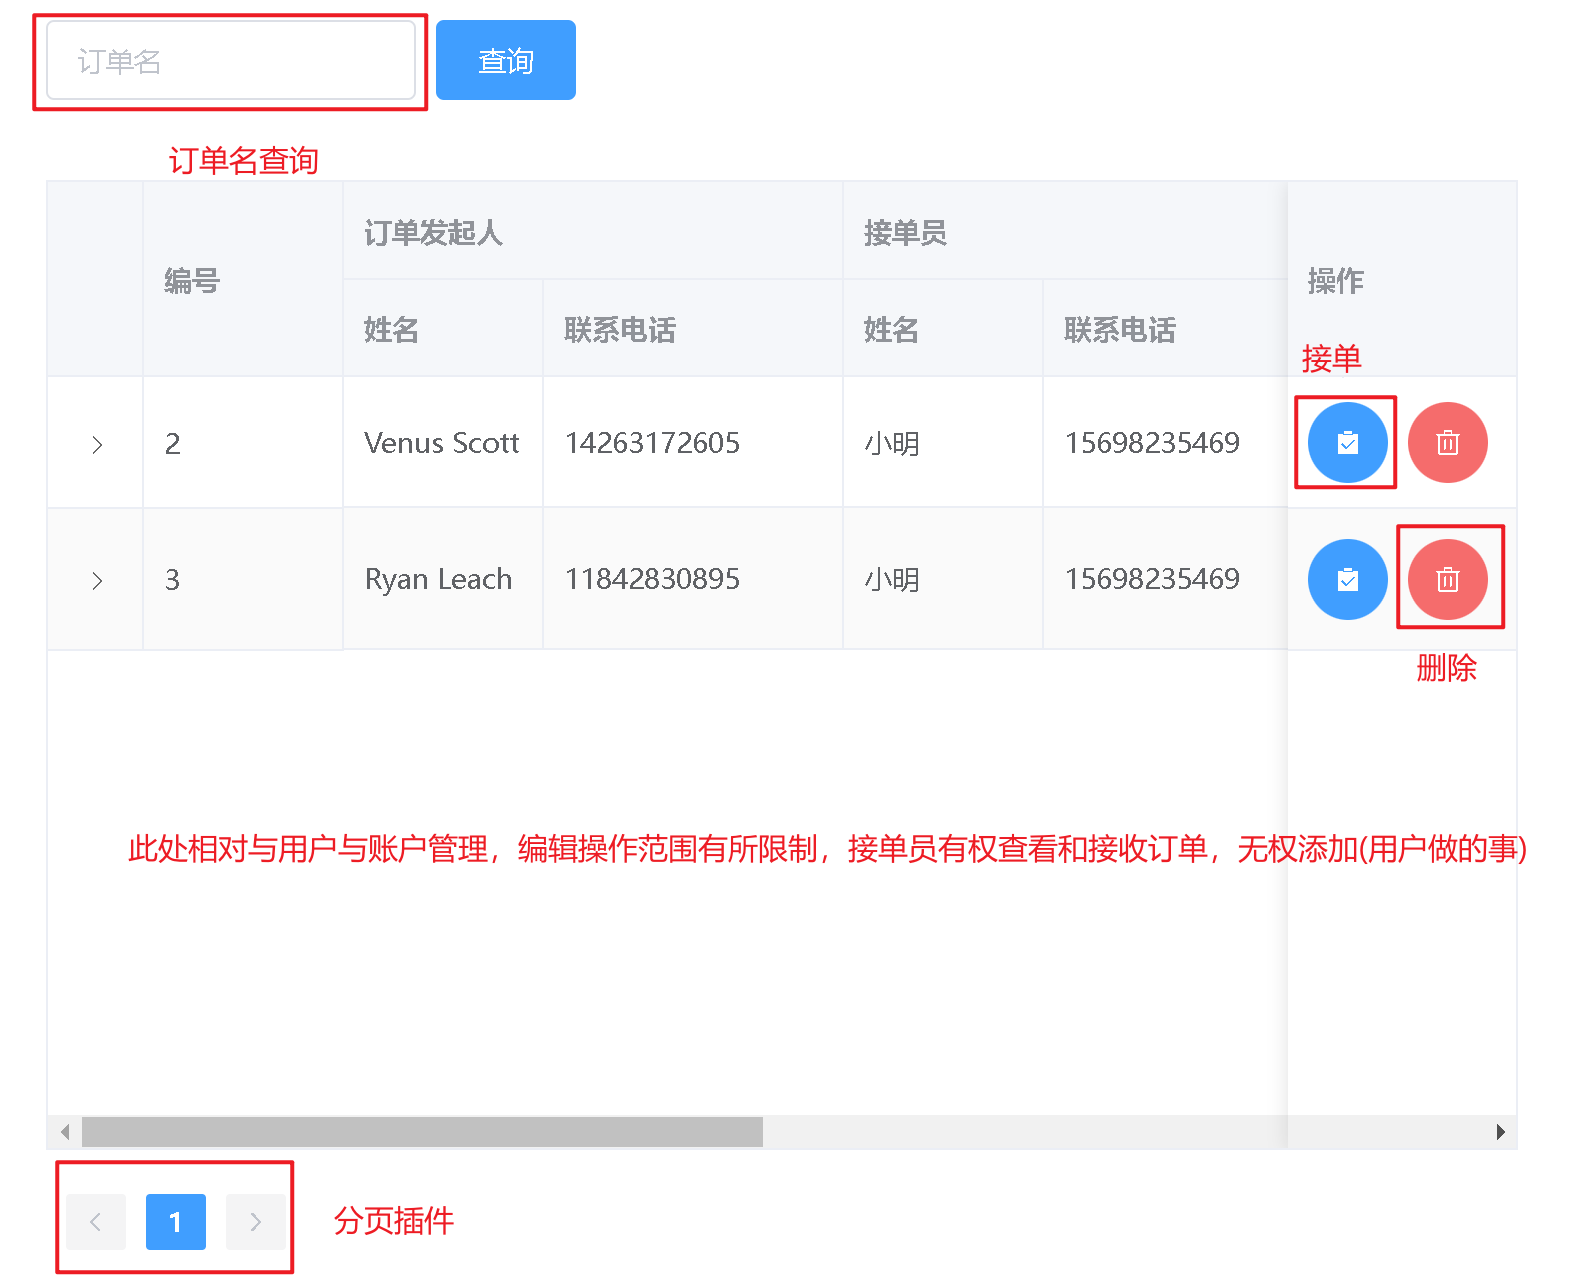 订单名 查询
订单名查询
订单发起人 接单员
编号 操作
姓名 联系电话 姓名 联系电话
接单
2 Venus Scott 14263172605 小明 15698235469
3 Ryan Leach 11842830895 小明 15698235469
删除
此处相对与用户与账户管理，编辑操作范围有所限制，接单员有权查看和接收订单，无权添加(用户做的事)
1 分页插件